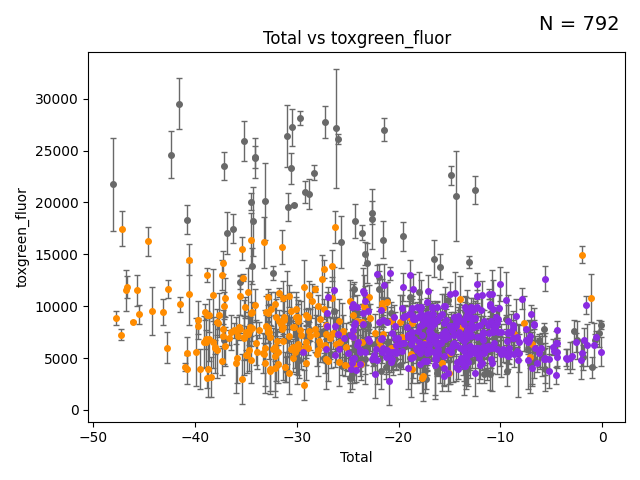 N = 792
Total vs toxgreen_fluor
toxgreen_fluor
30000
25000
20000
15000
10000
5000
0
−50 −40 −30 −20 −10 0
Total